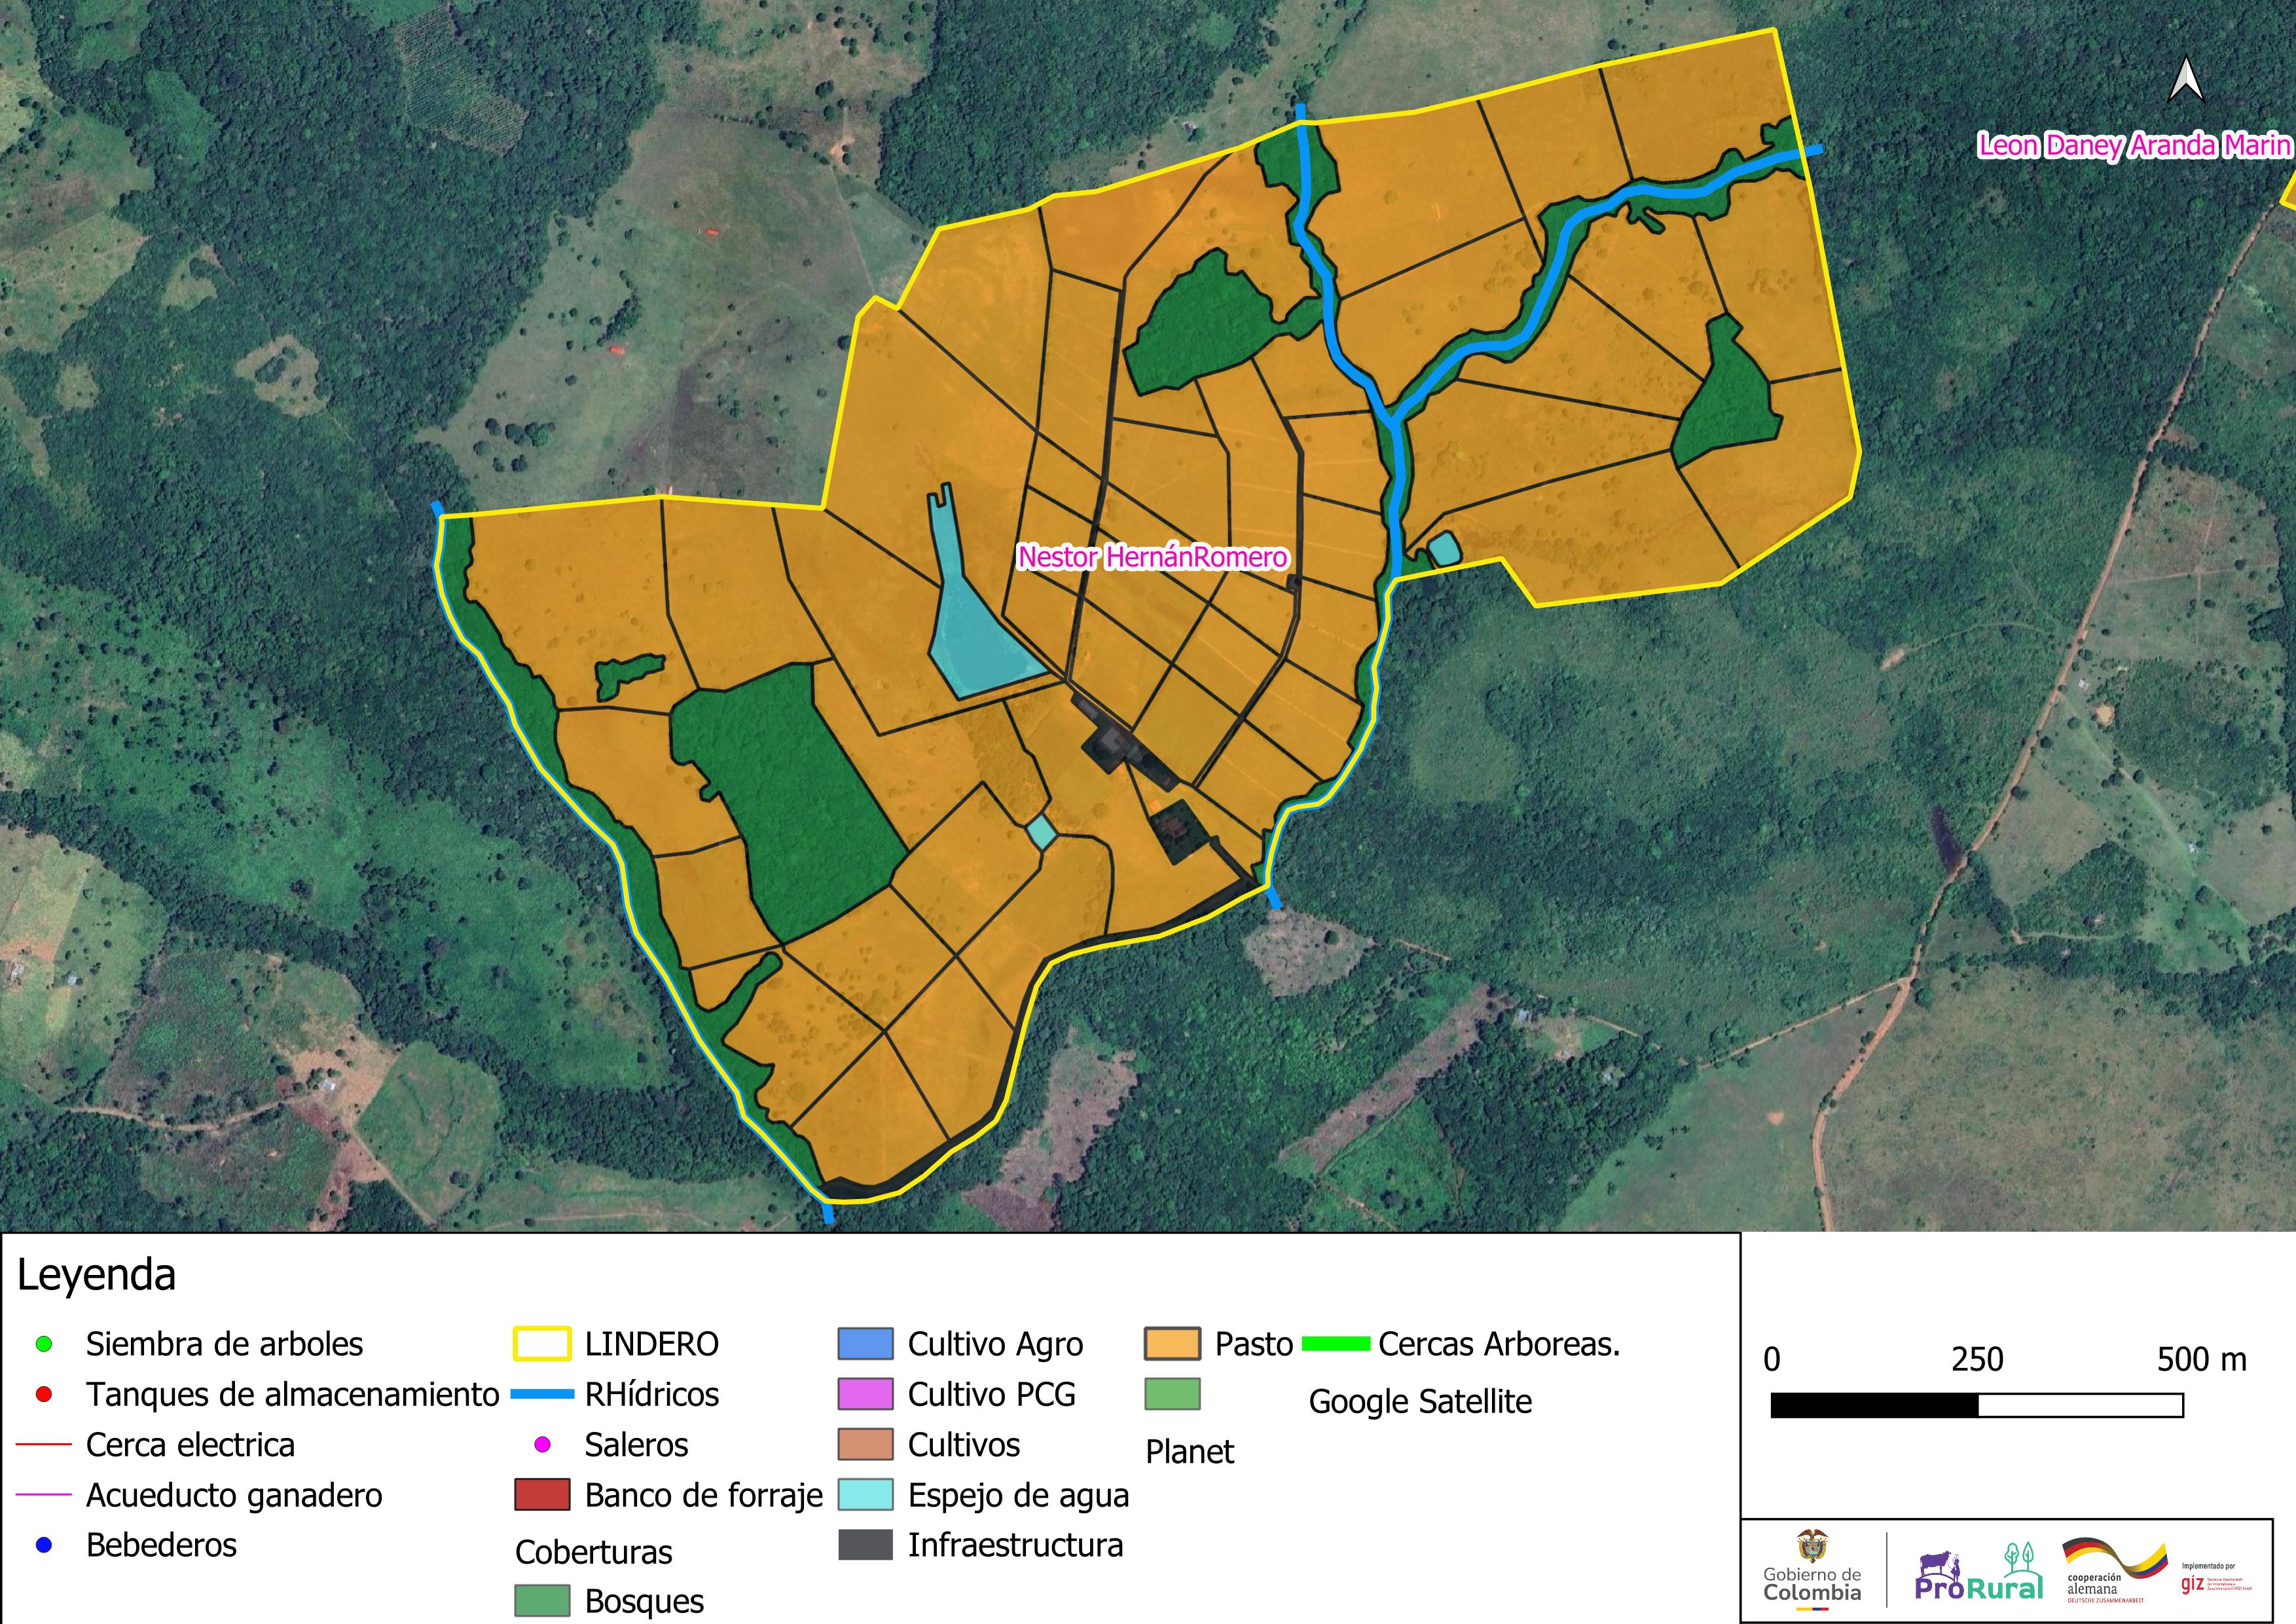 Leon Daney Aranda Marin
Nestor HernánRomero
Leyenda
Siembra de arboles
Tanques de almacenamiento
Cerca electrica
Acueducto ganadero
Bebederos
LINDERO
RHídricos
Saleros
Banco de forraje
Coberturas
Bosques
Cultivo Agro
Cultivo PCG
Cultivos
Espejo de agua
Infraestructura
Pasto
Planet
Cercas Arboreas.
Google Satellite
0 250 500 m
Gobierno de
Colombia
ProRural
cooperación
alemana
DEUTSCHE ZUSAMMENARBEIT
Implementado por
giz